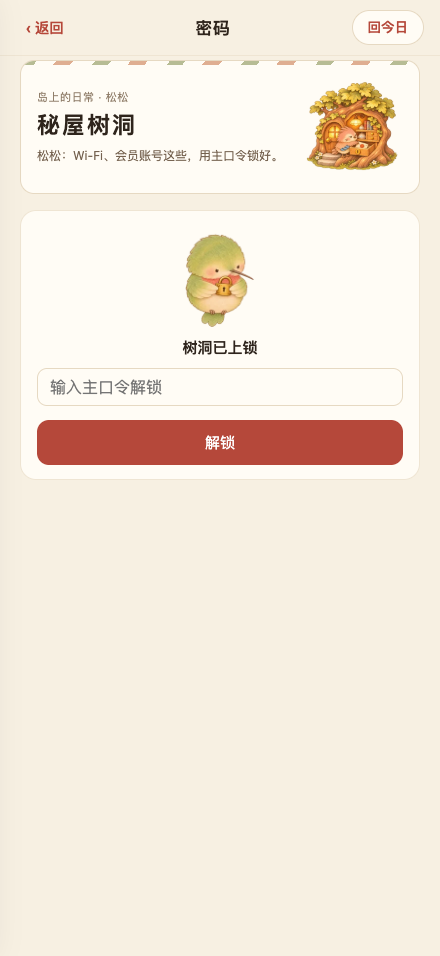 ‹ 返回
密码
回今日
岛上的日常 · 松松
秘屋树洞
松松：Wi-Fi、会员账号这些，用主口令锁好。
树洞已上锁
输入主口令解锁
解锁